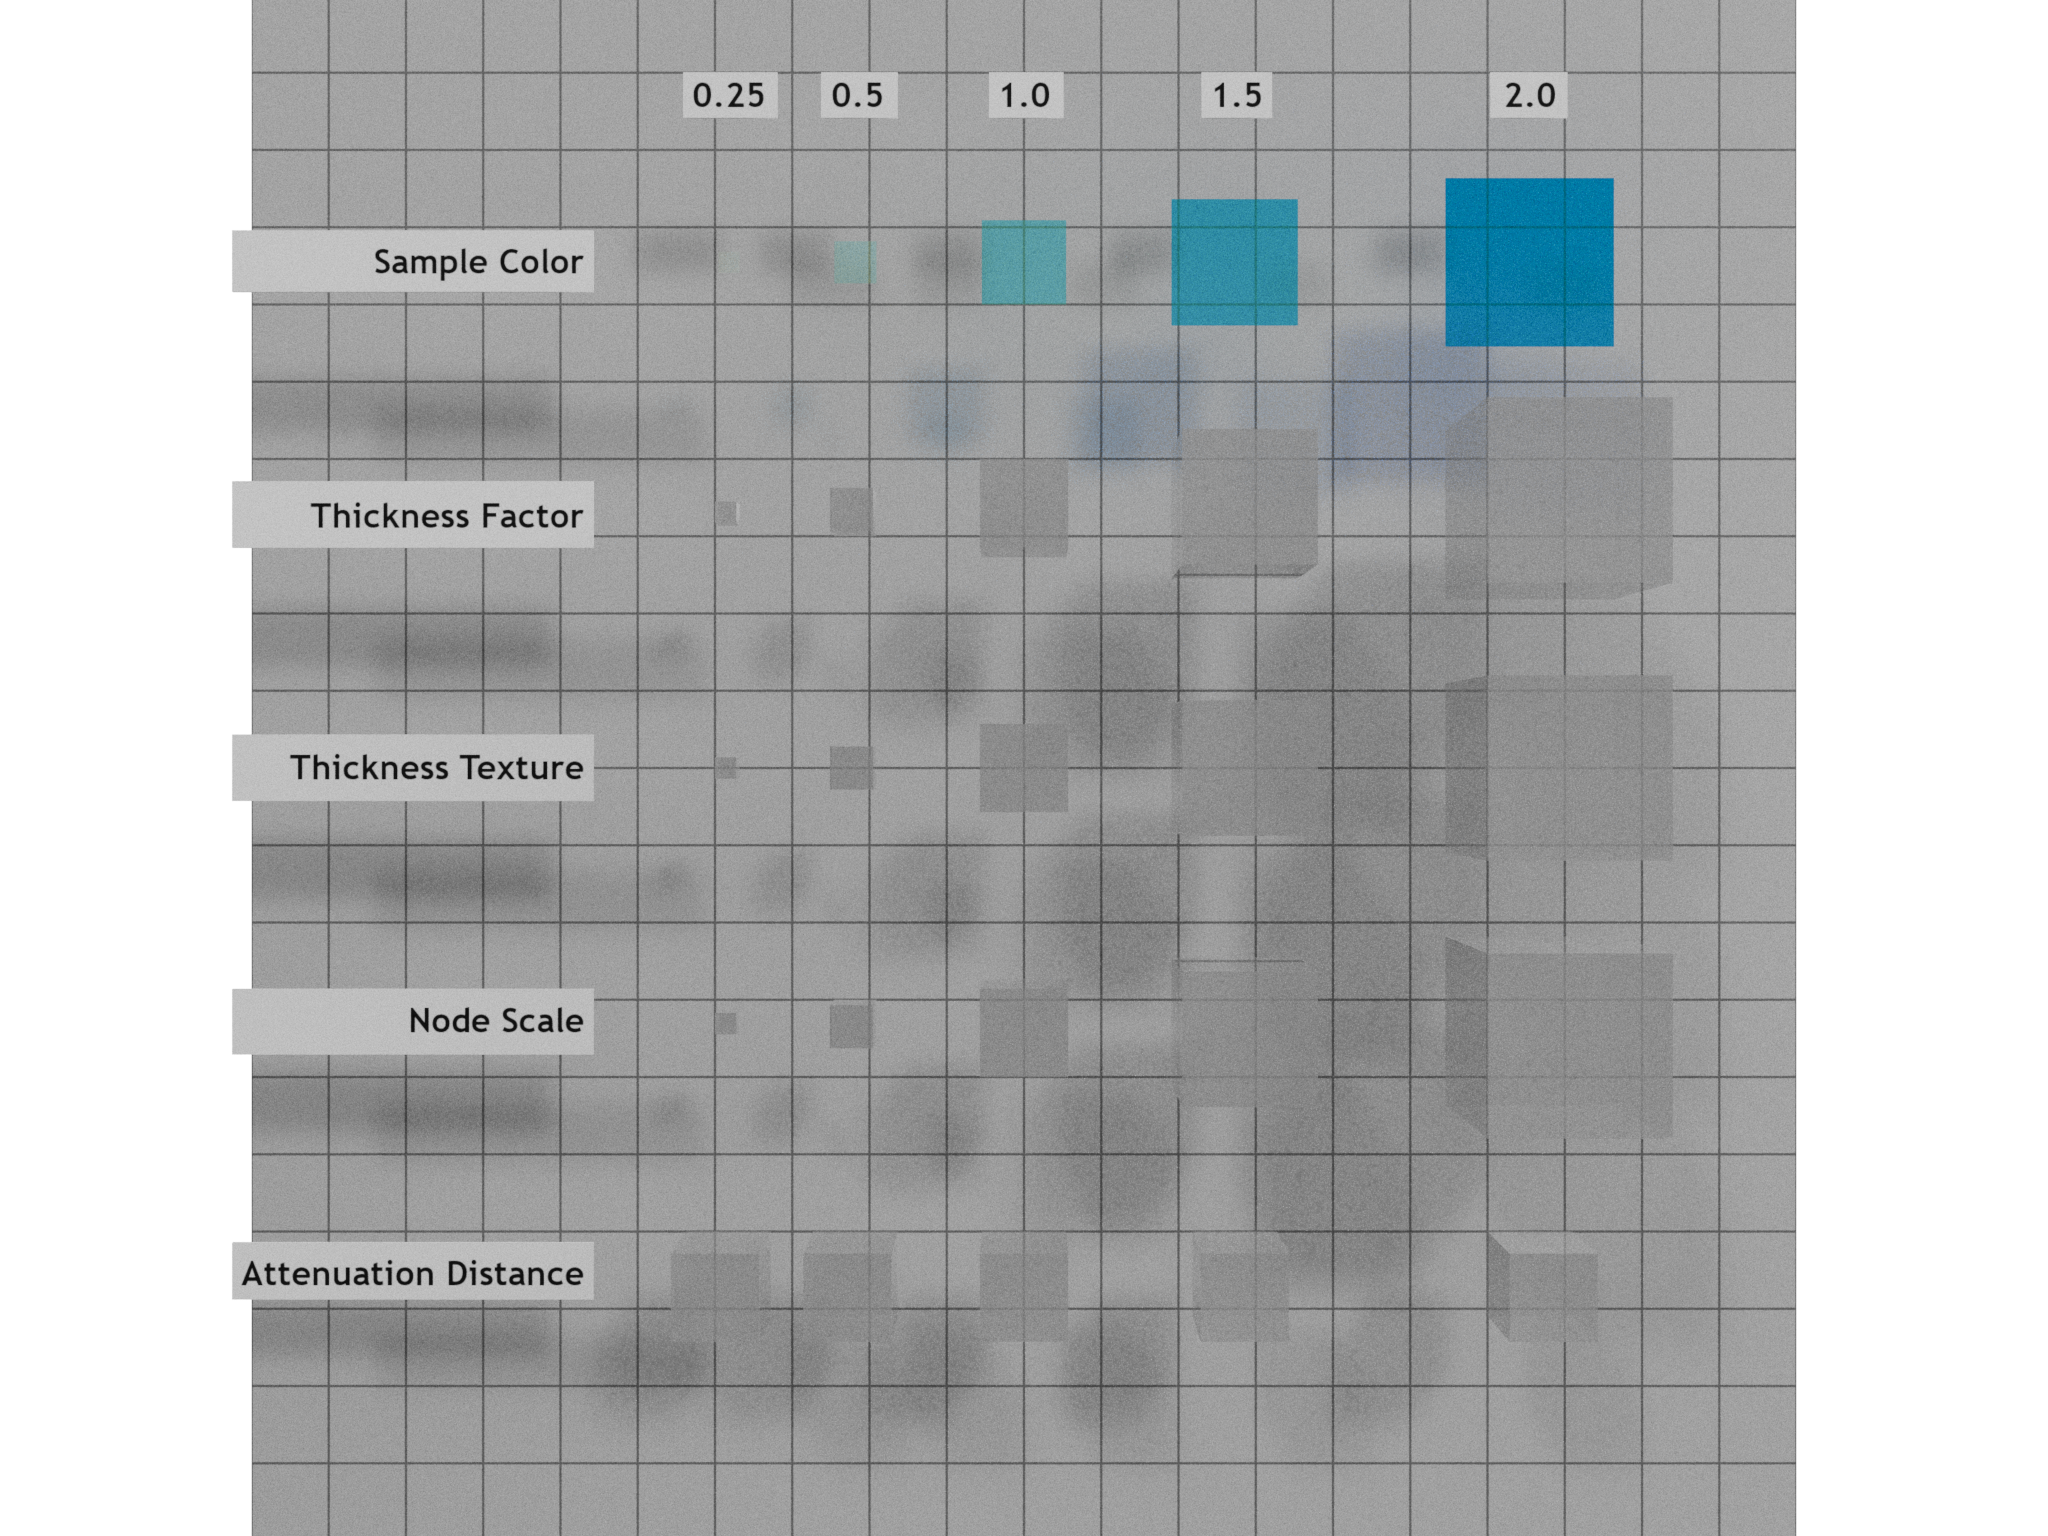 0.25 0.5 1.0 1.5 2.0
Sample Color
Thickness Factor
Thickness Texture
Node Scale
Attenuation Distance